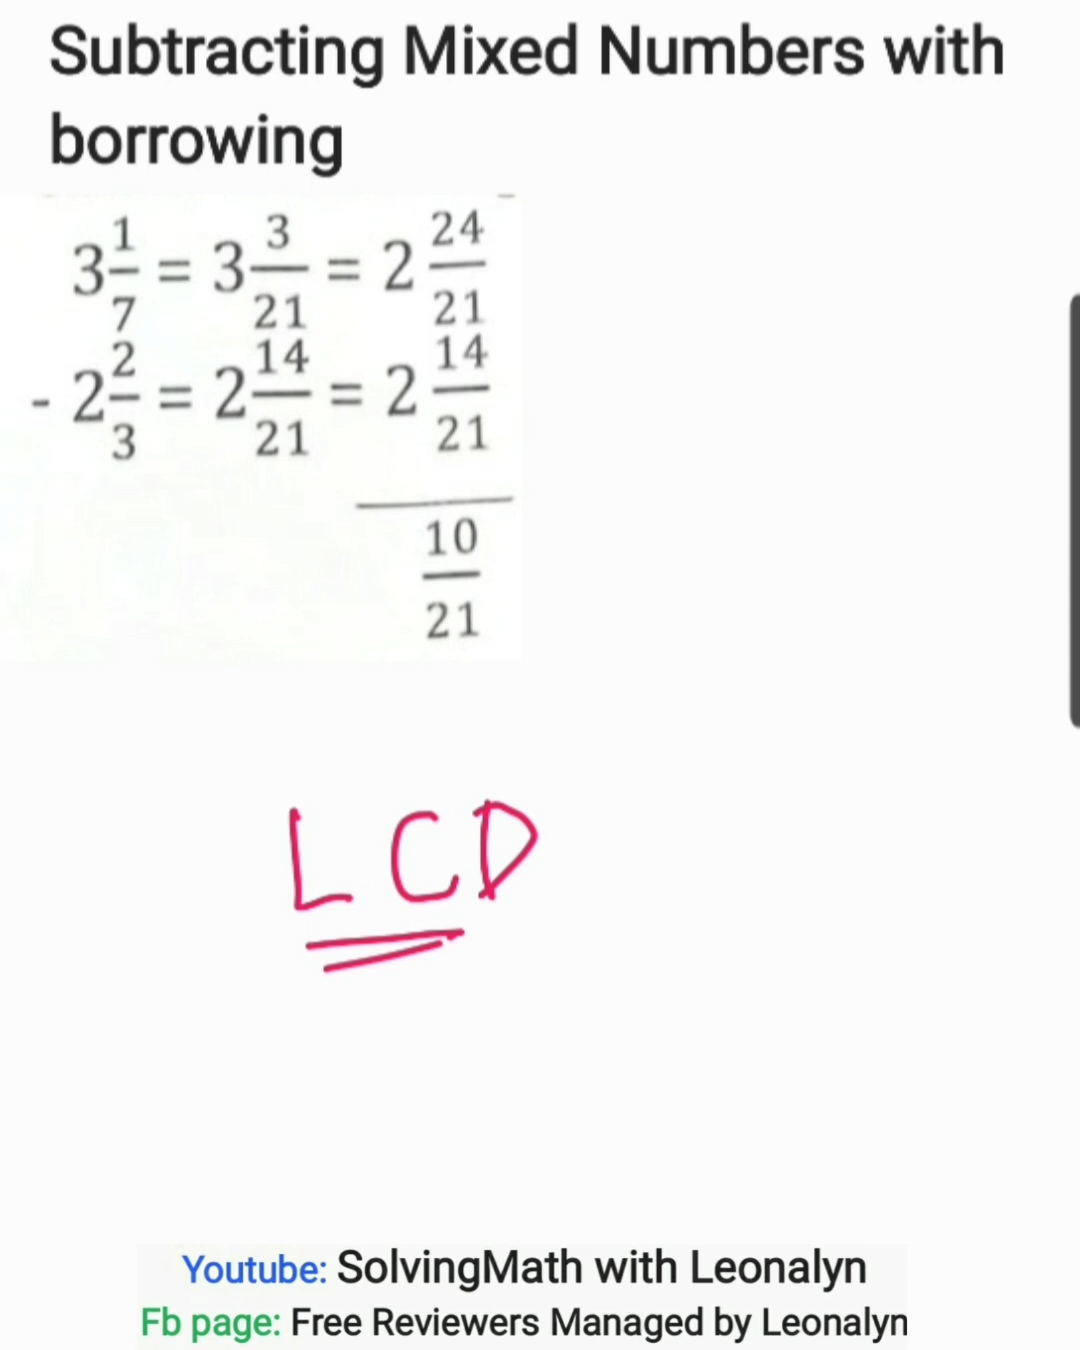 Subtracting Mixed Numbers with
borrowing
3 1/7 = 3 3/21 = 2 24/21
- 2 2/3 = 2 14/21 = 2 14/21
10/21
LCD
Youtube: SolvingMath with Leonalyn
Fb page: Free Reviewers Managed by Leonalyn